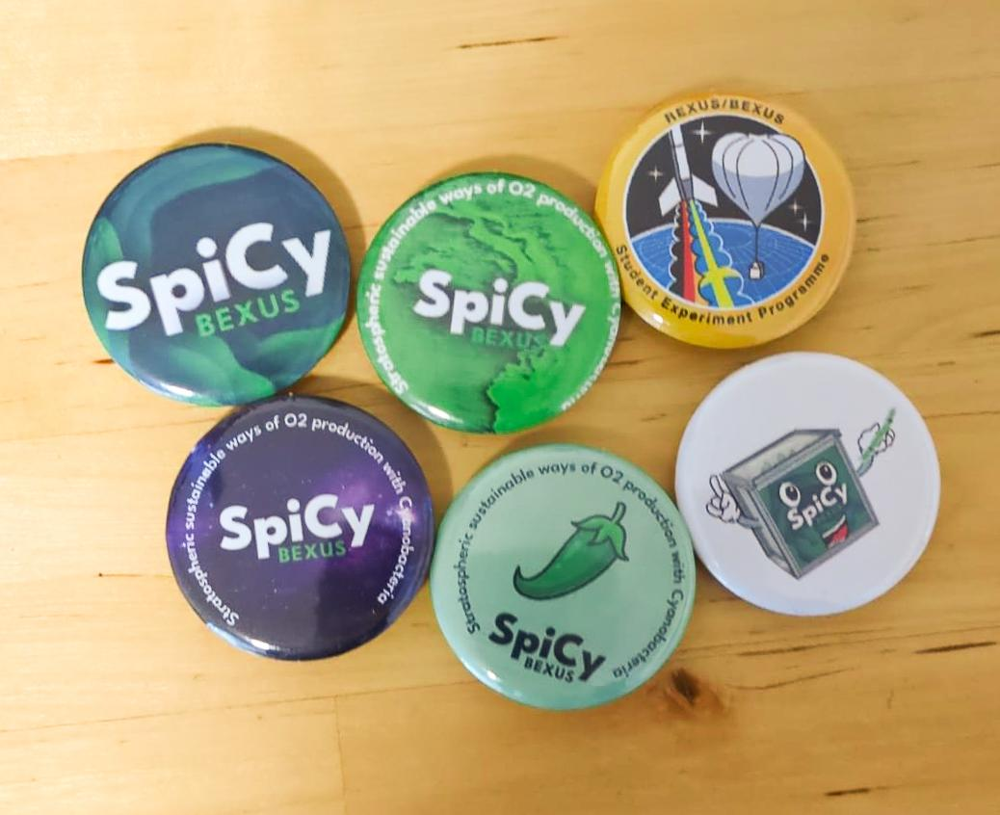 SpiCy
BEXUS
Stratospheric sustainable ways of O2 production with Cyanobacteria
SpiCy
BEXUS
REXUS/BEXUS
Student Experiment Programme
Stratospheric sustainable ways of O2 production with Cyanobacteria
SpiCy
BEXUS
Stratospheric sustainable ways of O2 production with Cyanobacteria
SpiCy
BEXUS
SpiCy